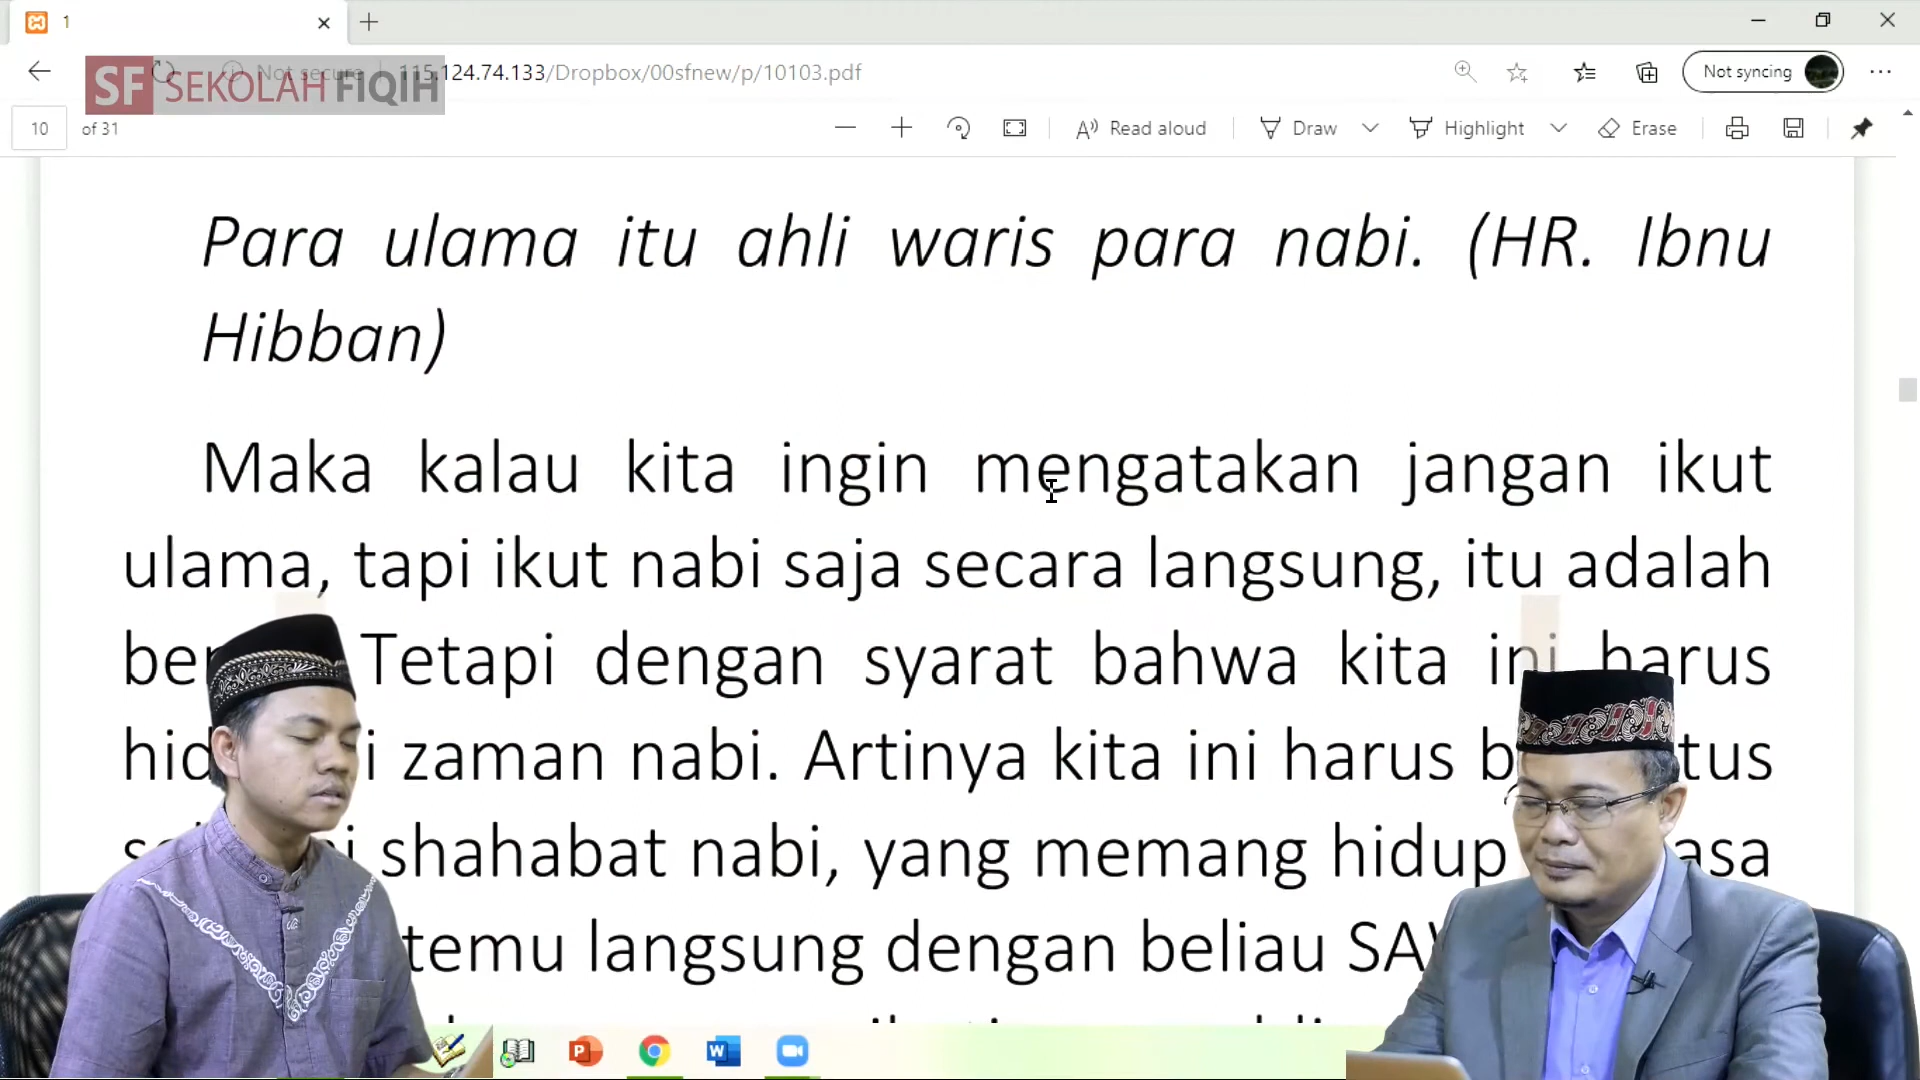 1
SF SEKOLAH FIQIH
Not secure 115.124.74.133/Dropbox/00sfnew/p/10103.pdf
Not syncing
10 of 31
Read aloud Draw Highlight Erase
Para ulama itu ahli waris para nabi. (HR. Ibnu
Hibban)
Maka kalau kita ingin mengatakan jangan ikut
ulama, tapi ikut nabi saja secara langsung, itu adalah
Tetapi dengan syarat bahwa kita ini harus
zaman nabi. Artinya kita ini harus
shahabat nabi, yang memang hidup
temu langsung dengan beliau